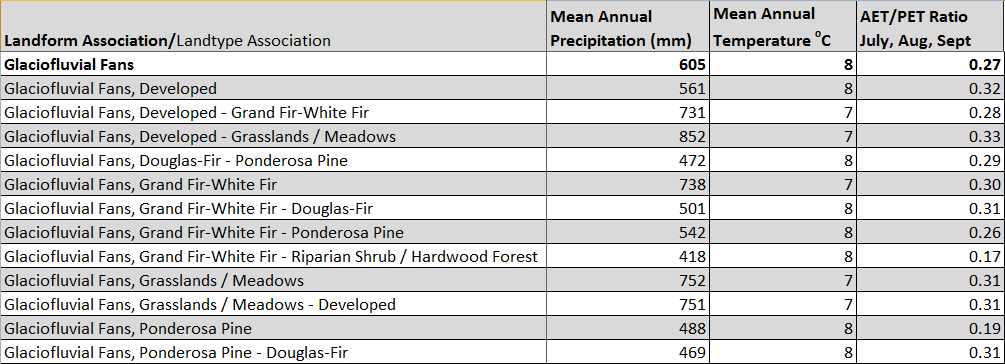 Landform Association/Landtype Association Mean Annual Precipitation (mm) Mean Annual Temperature ⁰C AET/PET Ratio July, Aug, Sept
Glaciofluvial Fans 605 8 0.27
Glaciofluvial Fans, Developed 561 8 0.32
Glaciofluvial Fans, Developed - Grand Fir-White Fir 731 7 0.28
Glaciofluvial Fans, Developed - Grasslands / Meadows 852 7 0.33
Glaciofluvial Fans, Douglas-Fir - Ponderosa Pine 472 8 0.29
Glaciofluvial Fans, Grand Fir-White Fir 738 7 0.30
Glaciofluvial Fans, Grand Fir-White Fir - Douglas-Fir 501 8 0.31
Glaciofluvial Fans, Grand Fir-White Fir - Ponderosa Pine 542 8 0.26
Glaciofluvial Fans, Grand Fir-White Fir - Riparian Shrub / Hardwood Forest 418 8 0.17
Glaciofluvial Fans, Grasslands / Meadows 752 7 0.31
Glaciofluvial Fans, Grasslands / Meadows - Developed 751 7 0.31
Glaciofluvial Fans, Ponderosa Pine 488 8 0.19
Glaciofluvial Fans, Ponderosa Pine - Douglas-Fir 469 8 0.31